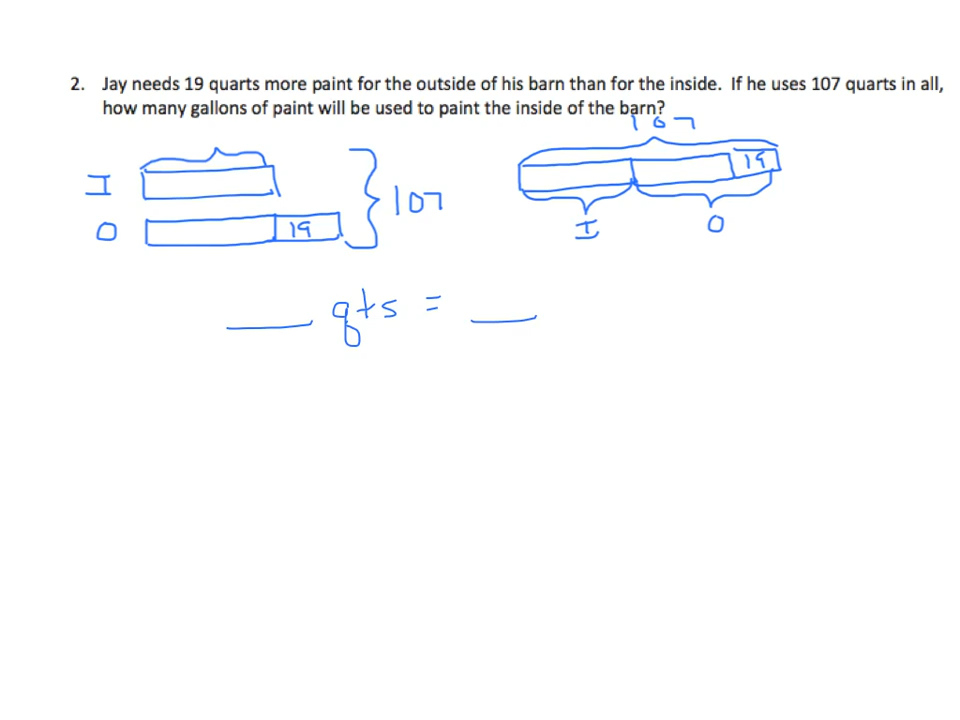 2. Jay needs 19 quarts more paint for the outside of his barn than for the inside. If he uses 107 quarts in all,
how many gallons of paint will be used to paint the inside of the barn?
107
19
I
107
O
19
I
O
___ qts = ___